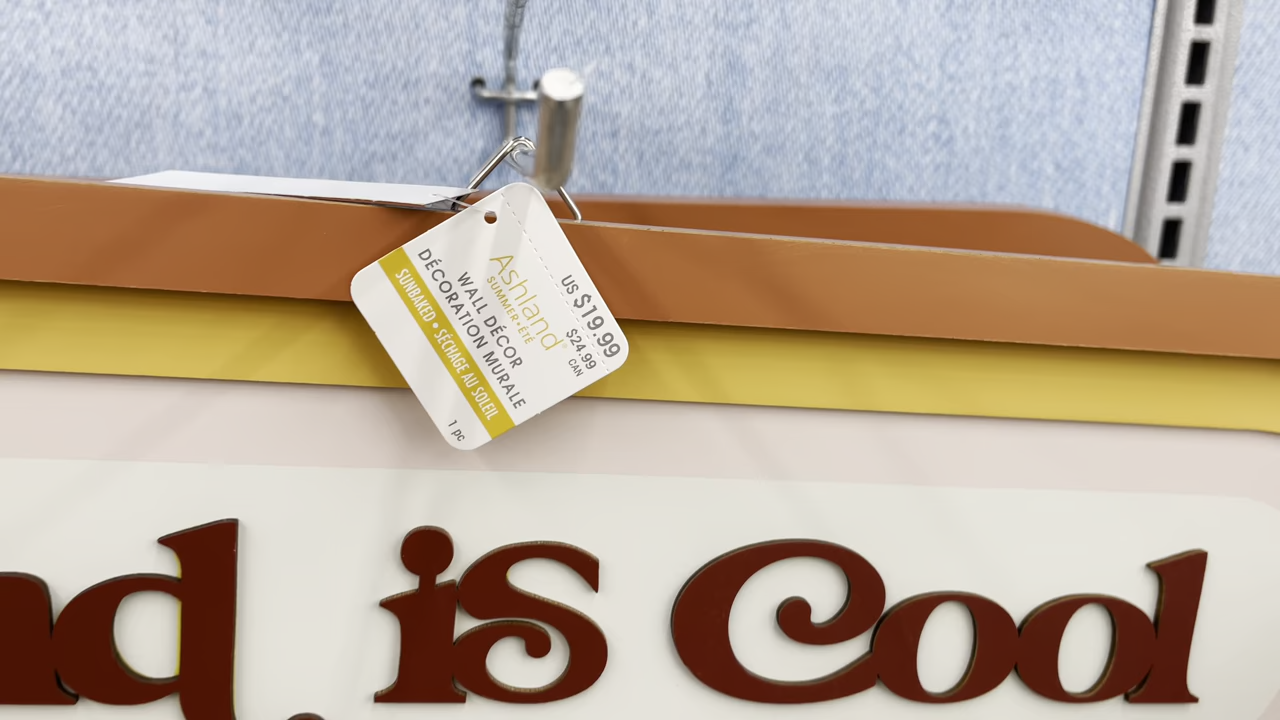 US $19.99
$24.99
CAN
Ashland®
SUMMER • ÉTÉ
WALL DÉCOR
DÉCORATION MURALE
SUNBAKED • SÉCHAGE AU SOLEIL
1 pc
is Cool